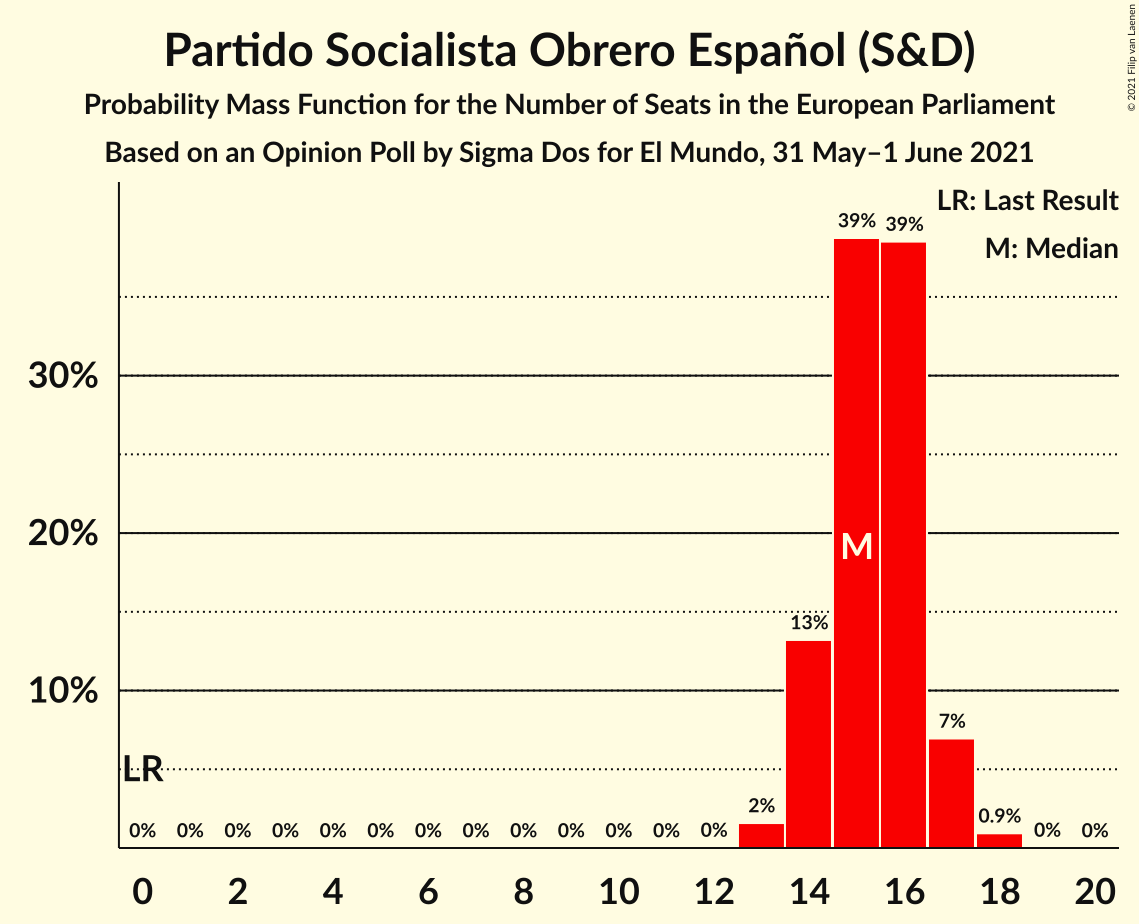 Partido Socialista Obrero Español (S&D)
Probability Mass Function for the Number of Seats in the European Parliament
Based on an Opinion Poll by Sigma Dos for El Mundo, 31 May–1 June 2021
© 2021 Filip van Laenen
LR: Last Result
M: Median
39% 39%
30%
20%
M
13%
10%
7%
LR
2% 0.9%
0% 0% 0% 0% 0% 0% 0% 0% 0% 0% 0% 0% 0% 0% 0%
0 2 4 6 8 10 12 14 16 18 20